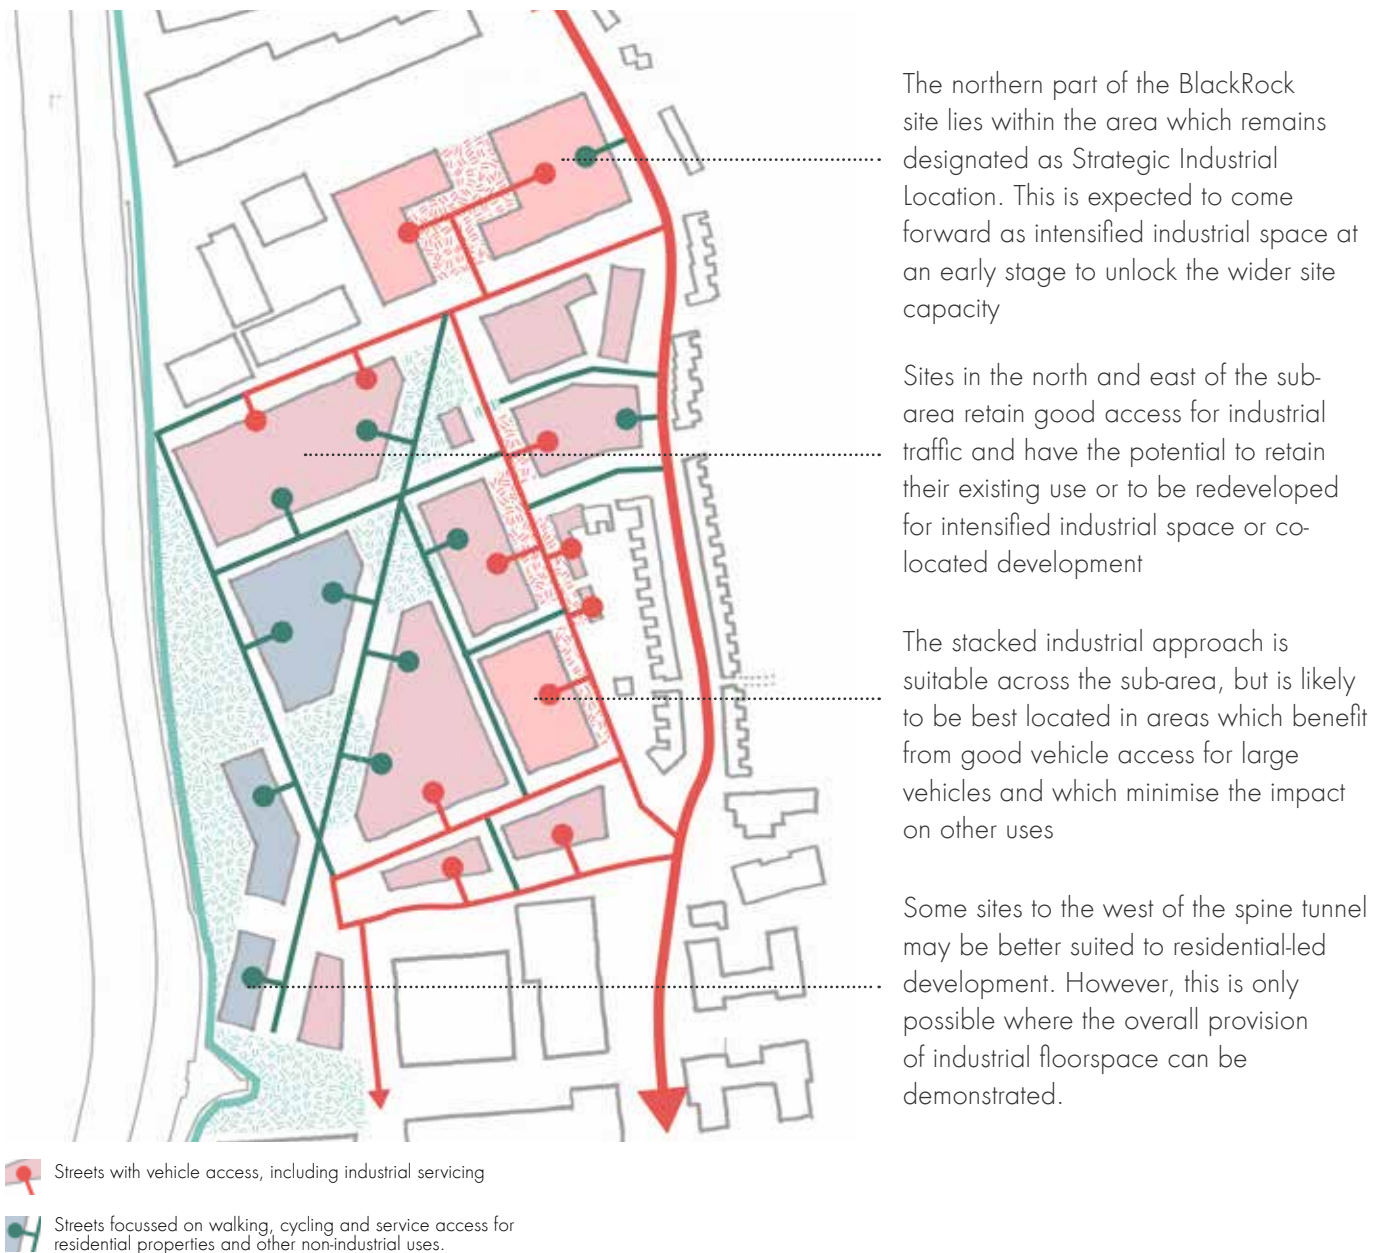 The northern part of the BlackRock
site lies within the area which remains
designated as Strategic Industrial
Location. This is expected to come
forward as intensified industrial space at
an early stage to unlock the wider site
capacity
Sites in the north and east of the sub-
area retain good access for industrial
traffic and have the potential to retain
their existing use or to be redeveloped
for intensified industrial space or co-
located development
The stacked industrial approach is
suitable across the sub-area, but is likely
to be best located in areas which benefit
from good vehicle access for large
vehicles and which minimise the impact
on other uses
Some sites to the west of the spine tunnel
may be better suited to residential-led
development. However, this is only
possible where the overall provision
of industrial floorspace can be
demonstrated.
Streets with vehicle access, including industrial servicing
Streets focussed on walking, cycling and service access for
residential properties and other non-industrial uses.